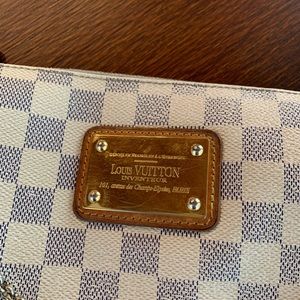 LOUIS VUITTON
INVENTEUR
101, avenue des Champs-Elysées, PARIS